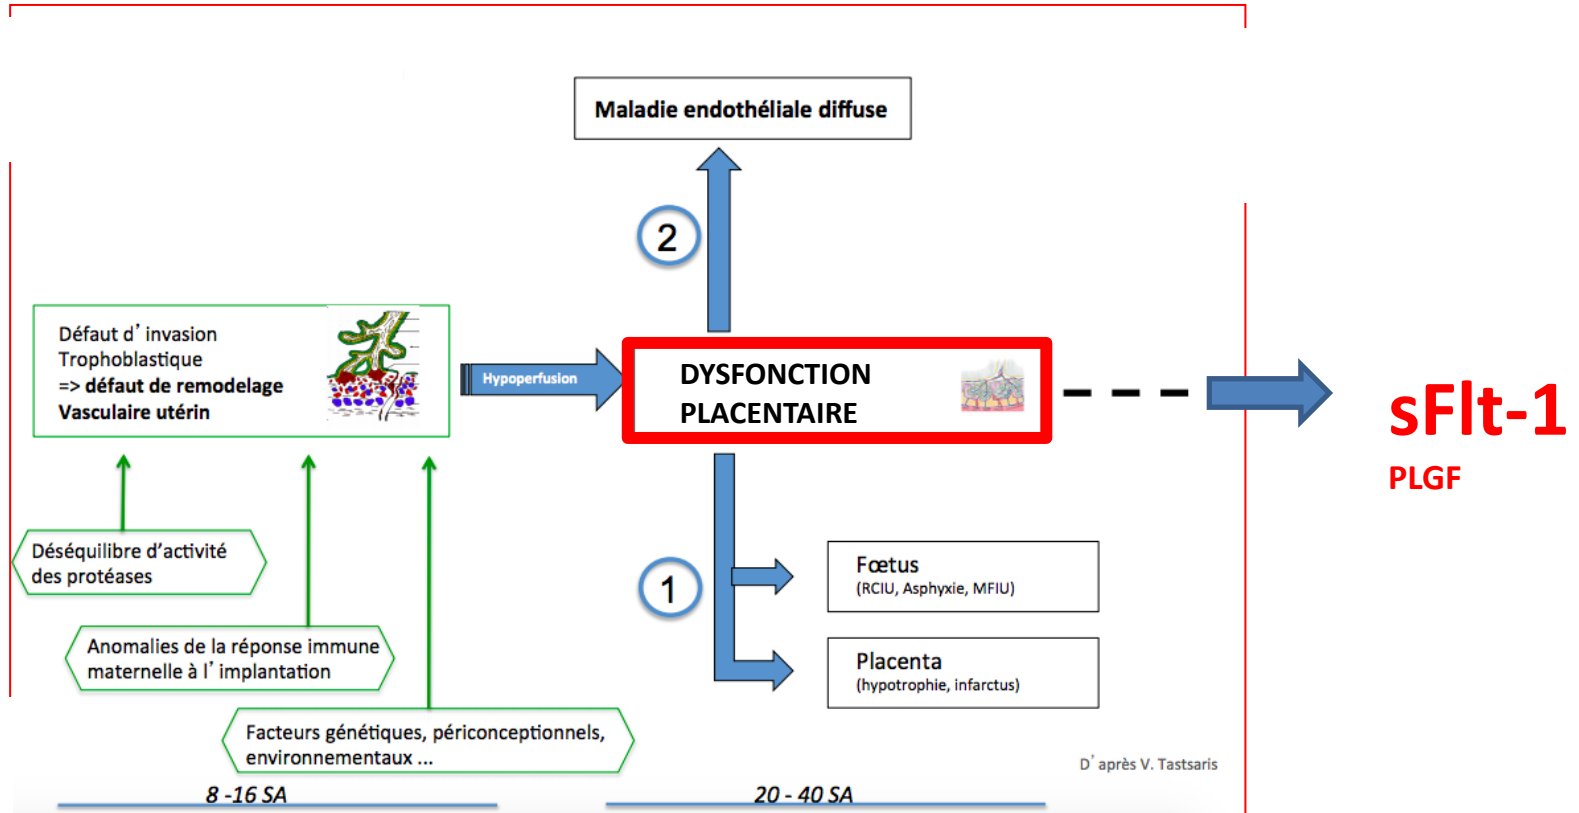 Maladie endothéliale diffuse
2
Défaut d’invasion
Trophoblastique
=> défaut de remodelage
Vasculaire utérin
Hypoperfusion
DYSFONCTION
PLACENTAIRE
sFlt-1
PLGF
Déséquilibre d’activité
des protéases
1
Fœtus
(RCIU, Asphyxie, MFIU)
Anomalies de la réponse immune
maternelle à l’implantation
Placenta
(hypotrophie, infarctus)
Facteurs génétiques, périconceptionnels,
environnementaux ...
D’après V. Tastsaris
8 -16 SA
20 - 40 SA